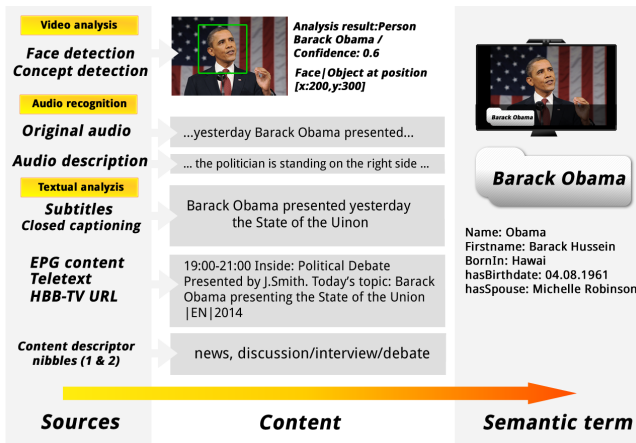 Video analysis
Face detection
Concept detection
Analysis result:Person
Barack Obama /
Confidence: 0.6
Face|Object at position
[x:200,y:300]
Audio recognition
Original audio
...yesterday Barack Obama presented...
Audio description
... the politician is standing on the right side ...
Textual analyzis
Subtitles
Closed captioning
Barack Obama presented yesterday
the State of the Uinon
EPG content
Teletext
HBB-TV URL
19:00-21:00 Inside: Political Debate
Presented by J.Smith. Today's topic: Barack
Obama presenting the State of the Union
|EN|2014
Content descriptor
nibbles (1 & 2)
news, discussion/interview/debate
Barack Obama
Barack Obama
Name: Obama
Firstname: Barack Hussein
BornIn: Hawai
hasBirthdate: 04.08.1961
hasSpouse: Michelle Robinson
Sources
Content
Semantic term